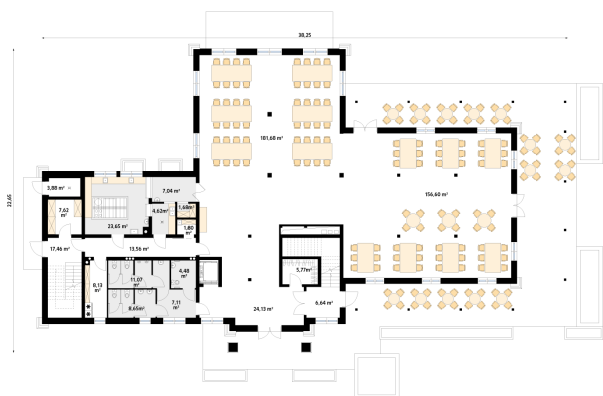 38,25
22,65
181,68 m²
156,60 m²
3,88 m²
7,04 m²
7,62
m²
4,62m²
1,68m²
23,65 m²
1,80
m²
17,46 m²
13,56 m²
8,13
m²
11,07
m²
4,48
m²
5,77m²
8,65m²
7,11
m²
24,13 m²
6,64 m²